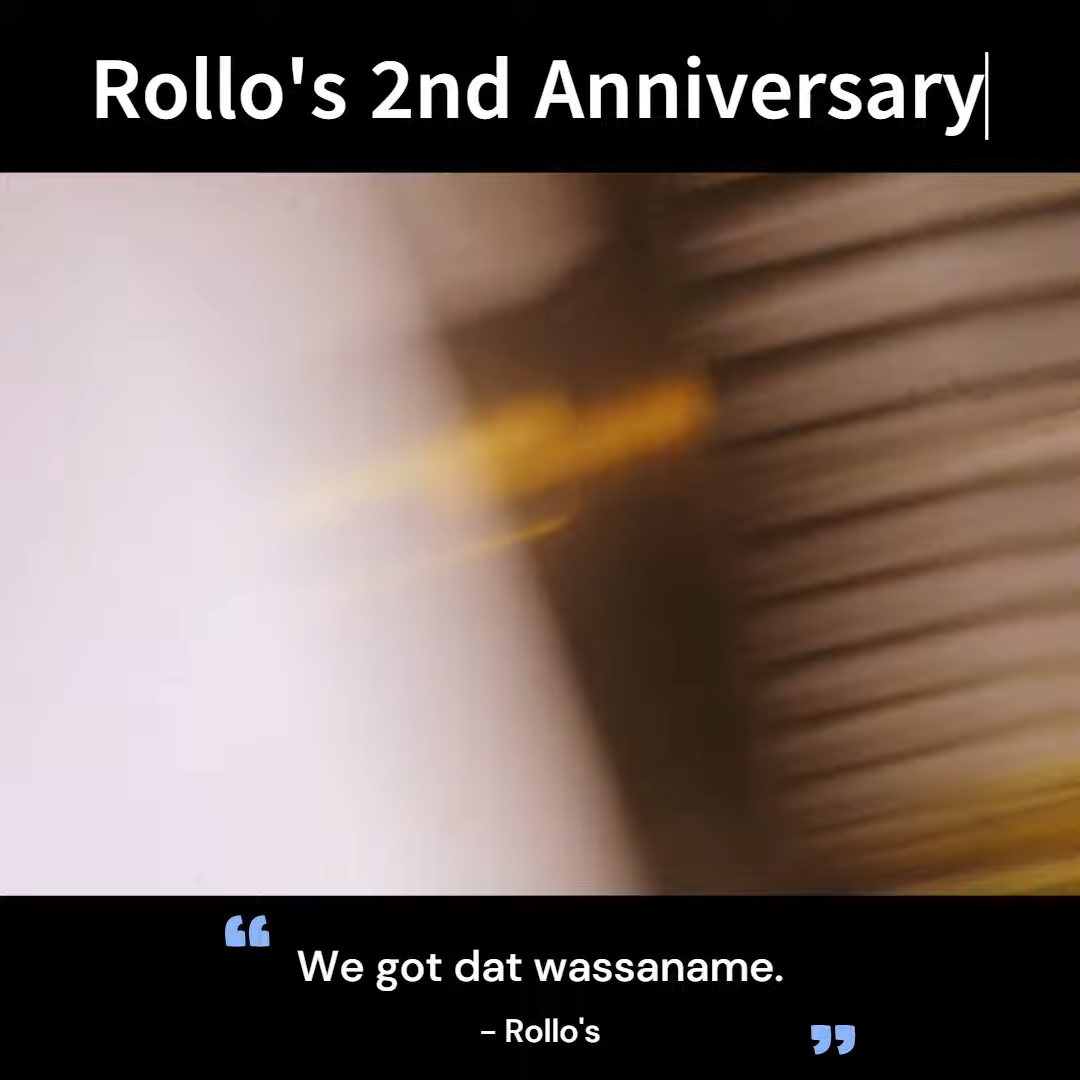 Rollo's 2nd Anniversary
“ We got dat wassaname.
– Rollo's ”